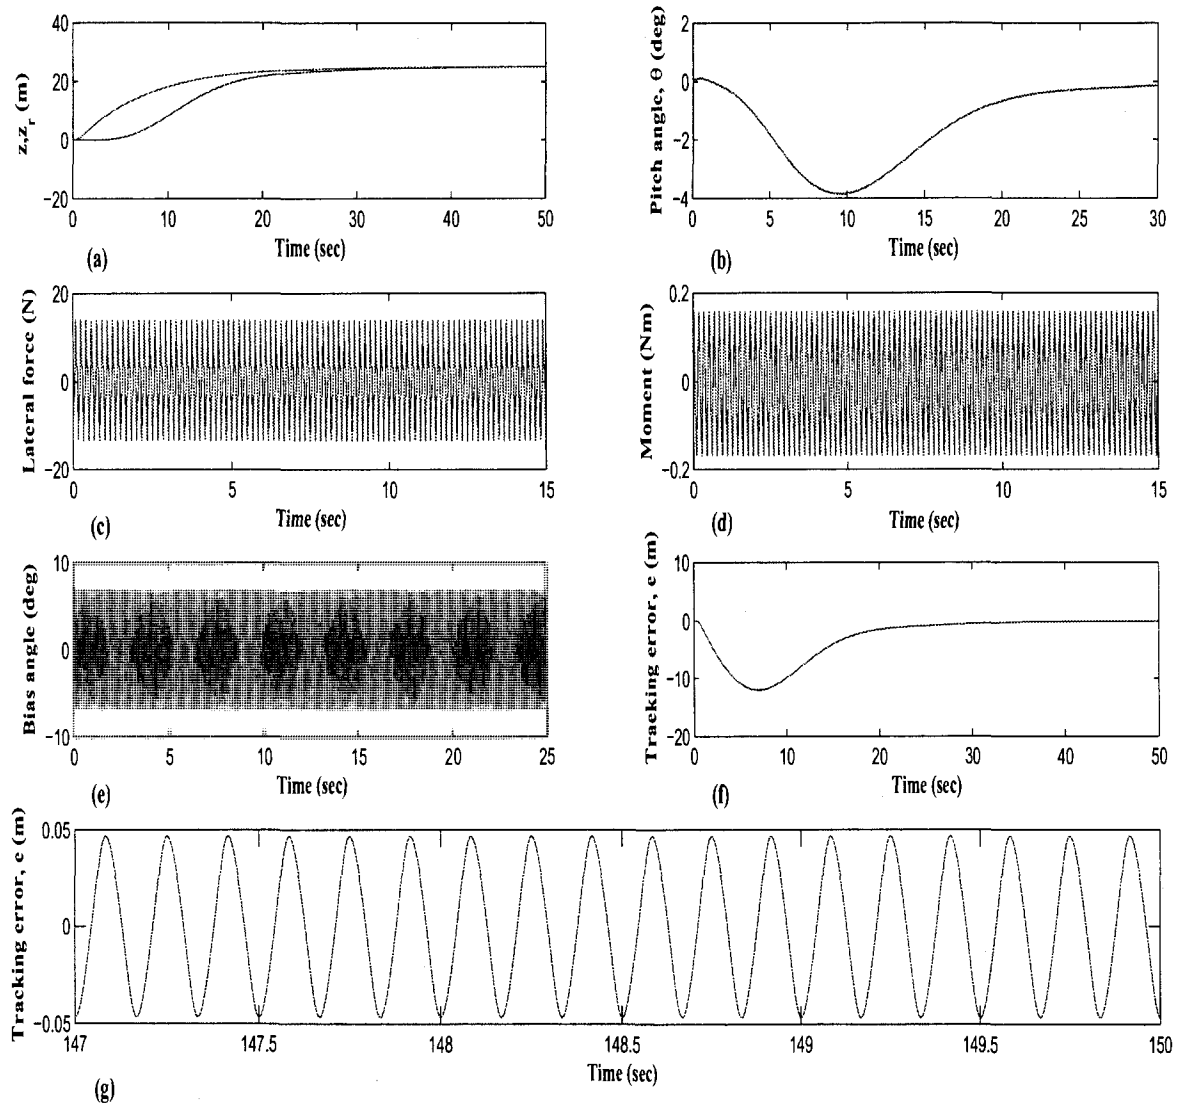 40
20
0
−20
z,z_r (m)
0 10 20 30 40 50
Time (sec)
(a)
2
0
−2
−4
Pitch angle, θ (deg)
0 5 10 15 20 25 30
Time (sec)
(b)
20
0
−20
Lateral force (N)
0 5 10 15
Time (sec)
(c)
0.2
0
−0.2
Moment (Nm)
0 5 10 15
Time (sec)
(d)
10
0
−10
Bias angle (deg)
0 5 10 15 20 25
Time (sec)
(e)
10
0
−10
−20
Tracking error, e (m)
0 10 20 30 40 50
Time (sec)
(f)
0.05
0
−0.05
Tracking error, e (m)
147 147.5 148 148.5 149 149.5 150
Time (sec)
(g)